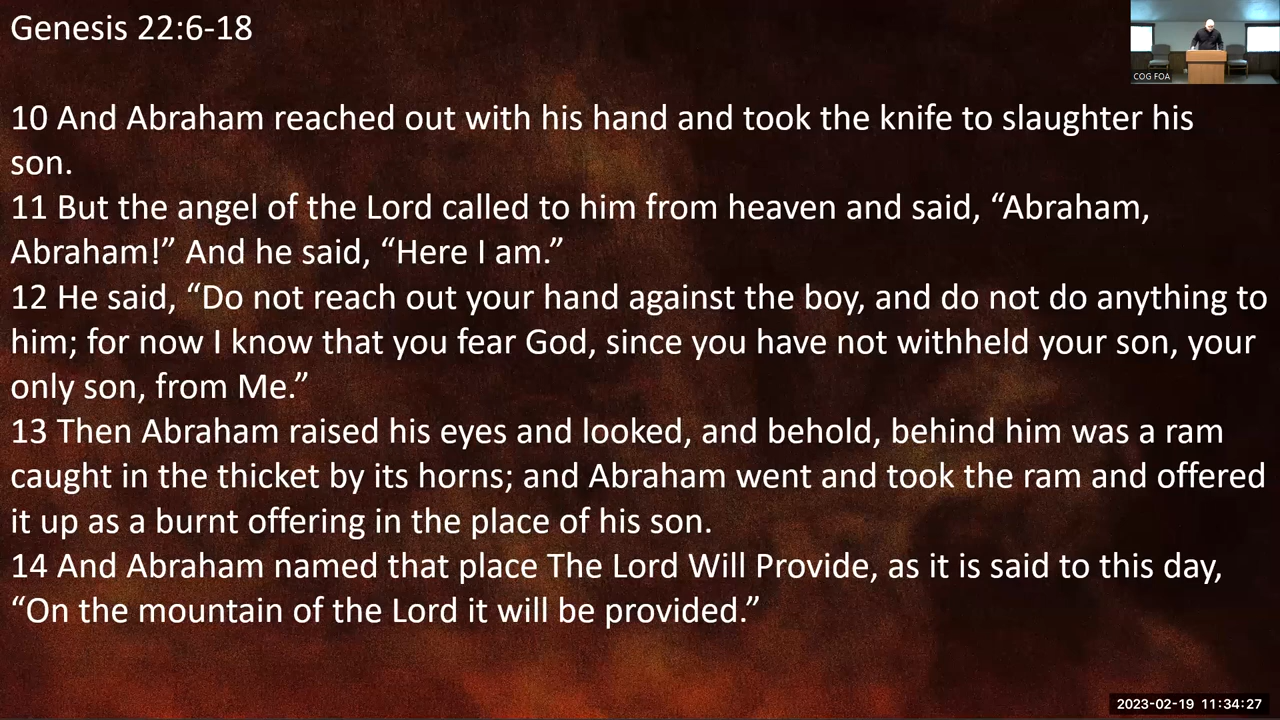 Genesis 22:6-18
COG FOA
10 And Abraham reached out with his hand and took the knife to slaughter his
son.
11 But the angel of the Lord called to him from heaven and said, “Abraham,
Abraham!” And he said, “Here I am.”
12 He said, “Do not reach out your hand against the boy, and do not do anything to
him; for now I know that you fear God, since you have not withheld your son, your
only son, from Me.”
13 Then Abraham raised his eyes and looked, and behold, behind him was a ram
caught in the thicket by its horns; and Abraham went and took the ram and offered
it up as a burnt offering in the place of his son.
14 And Abraham named that place The Lord Will Provide, as it is said to this day,
“On the mountain of the Lord it will be provided.”
2023-02-19 11:34:27